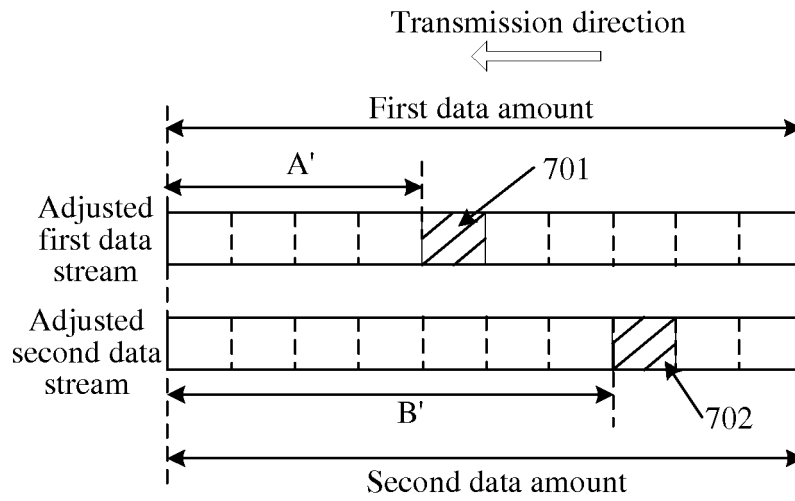 Transmission direction
First data amount
A'
701
Adjusted
first data
stream
Adjusted
second data
stream
B'
702
Second data amount